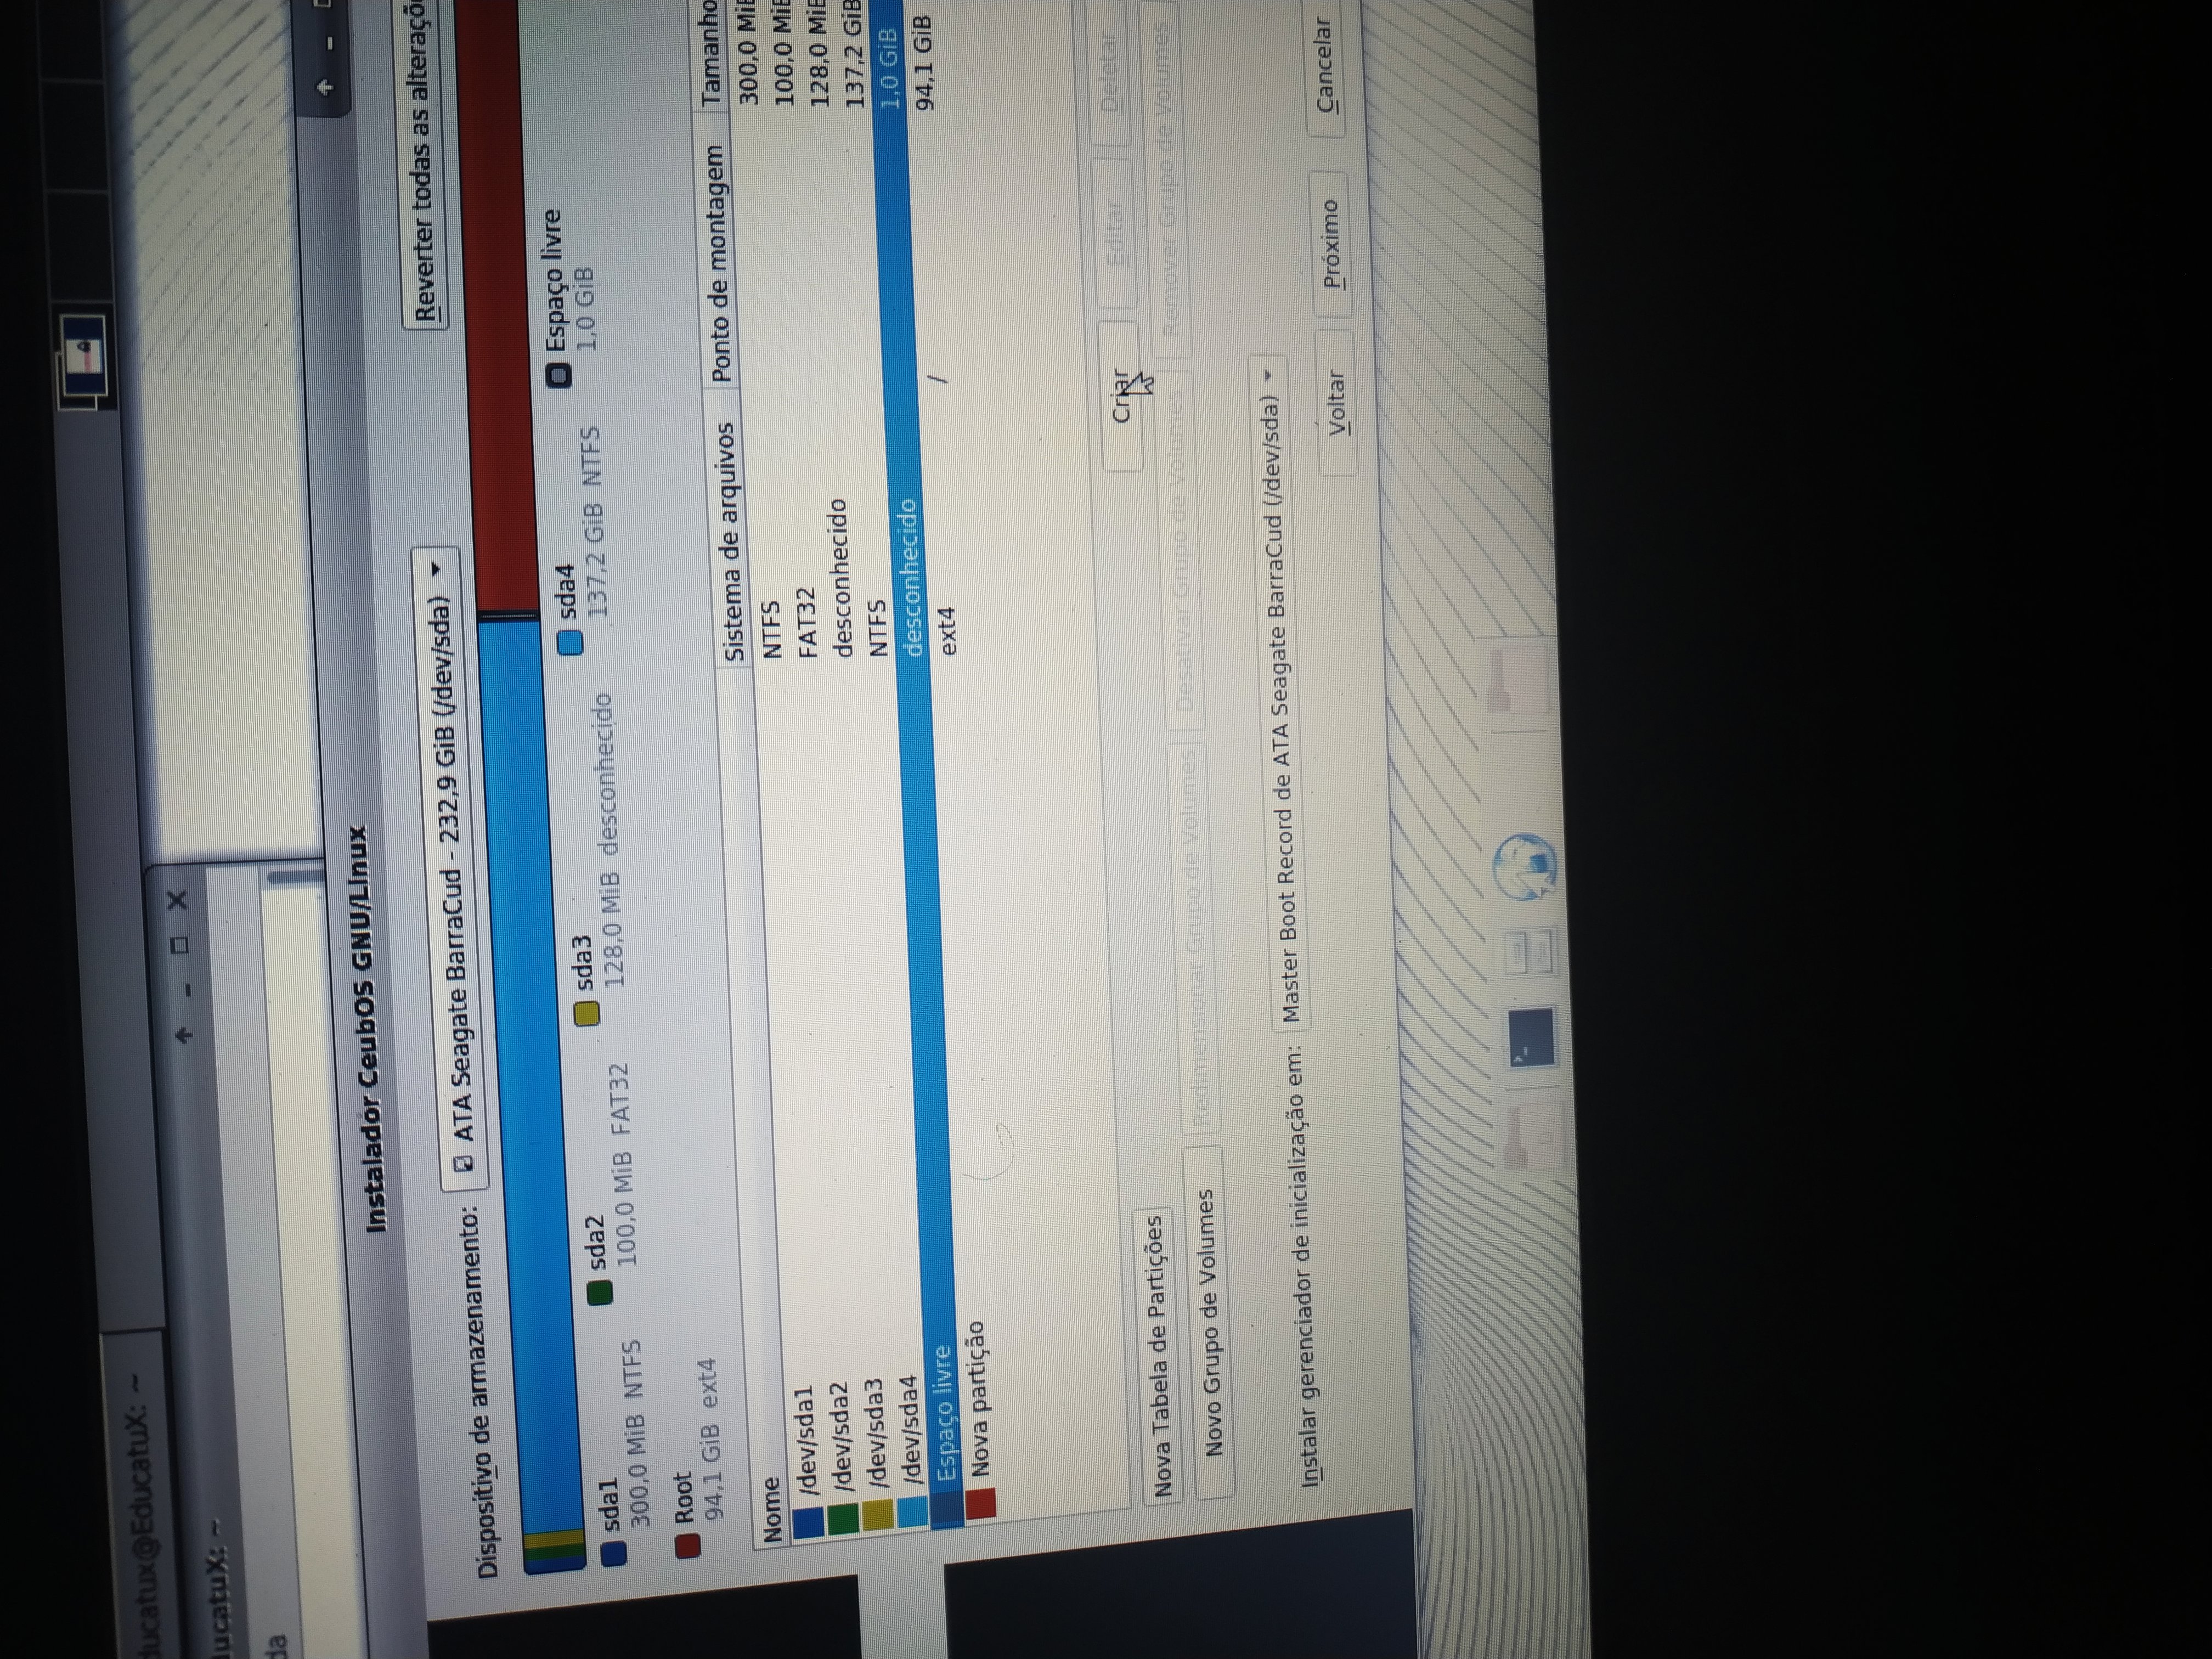 ducatux@EducatuX: ~
ducatuX: ~
da
Instalador CeubOS GNU/Linux
Dispositivo de armazenamento: ATA Seagate BarraCud - 232,9 GiB (/dev/sda) Reverter todas as alteraçõ
sda1 sda2 sda3 sda4 Espaço livre
300,0 MiB NTFS 100,0 MiB FAT32 128,0 MiB desconhecido 137,2 GiB NTFS 1,0 GiB
Root
94,1 GiB ext4
Nome Sistema de arquivos Ponto de montagem Tamanho
/dev/sda1 NTFS 300,0 MiB
/dev/sda2 FAT32 100,0 MiB
/dev/sda3 desconhecido 128,0 MiB
/dev/sda4 NTFS 137,2 GiB
Espaço livre desconhecido 1,0 GiB
Nova partição ext4 / 94,1 GiB
Nova Tabela de Partições Criar Editar Deletar
Novo Grupo de Volumes Redimensionar Grupo de Volumes Desativar Grupo de Volumes Remover Grupo de Volumes
Instalar gerenciador de inicialização em: Master Boot Record de ATA Seagate BarraCud (/dev/sda)
Voltar Próximo Cancelar